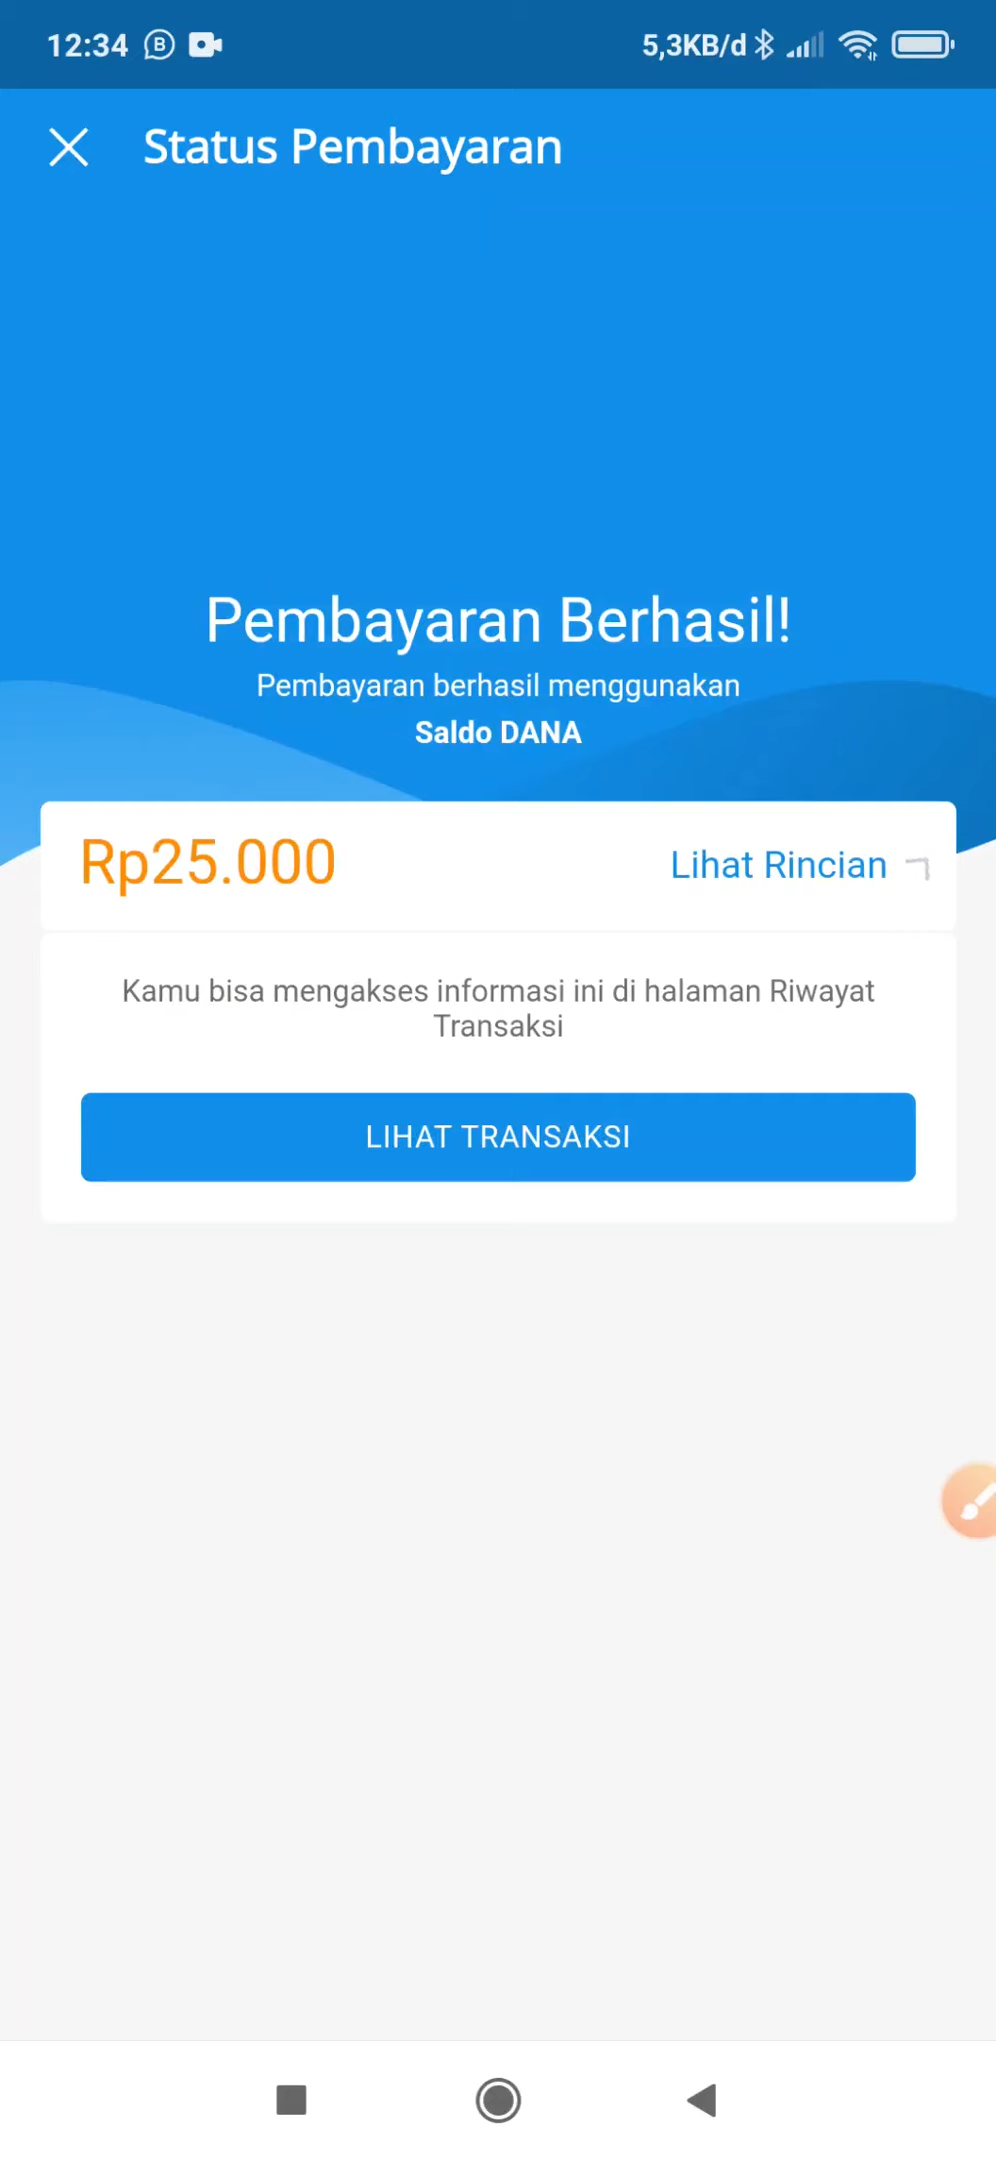 12:34 5,3KB/d
Status Pembayaran
Pembayaran Berhasil!
Pembayaran berhasil menggunakan
Saldo DANA
Rp25.000 Lihat Rincian
Kamu bisa mengakses informasi ini di halaman Riwayat
Transaksi
LIHAT TRANSAKSI